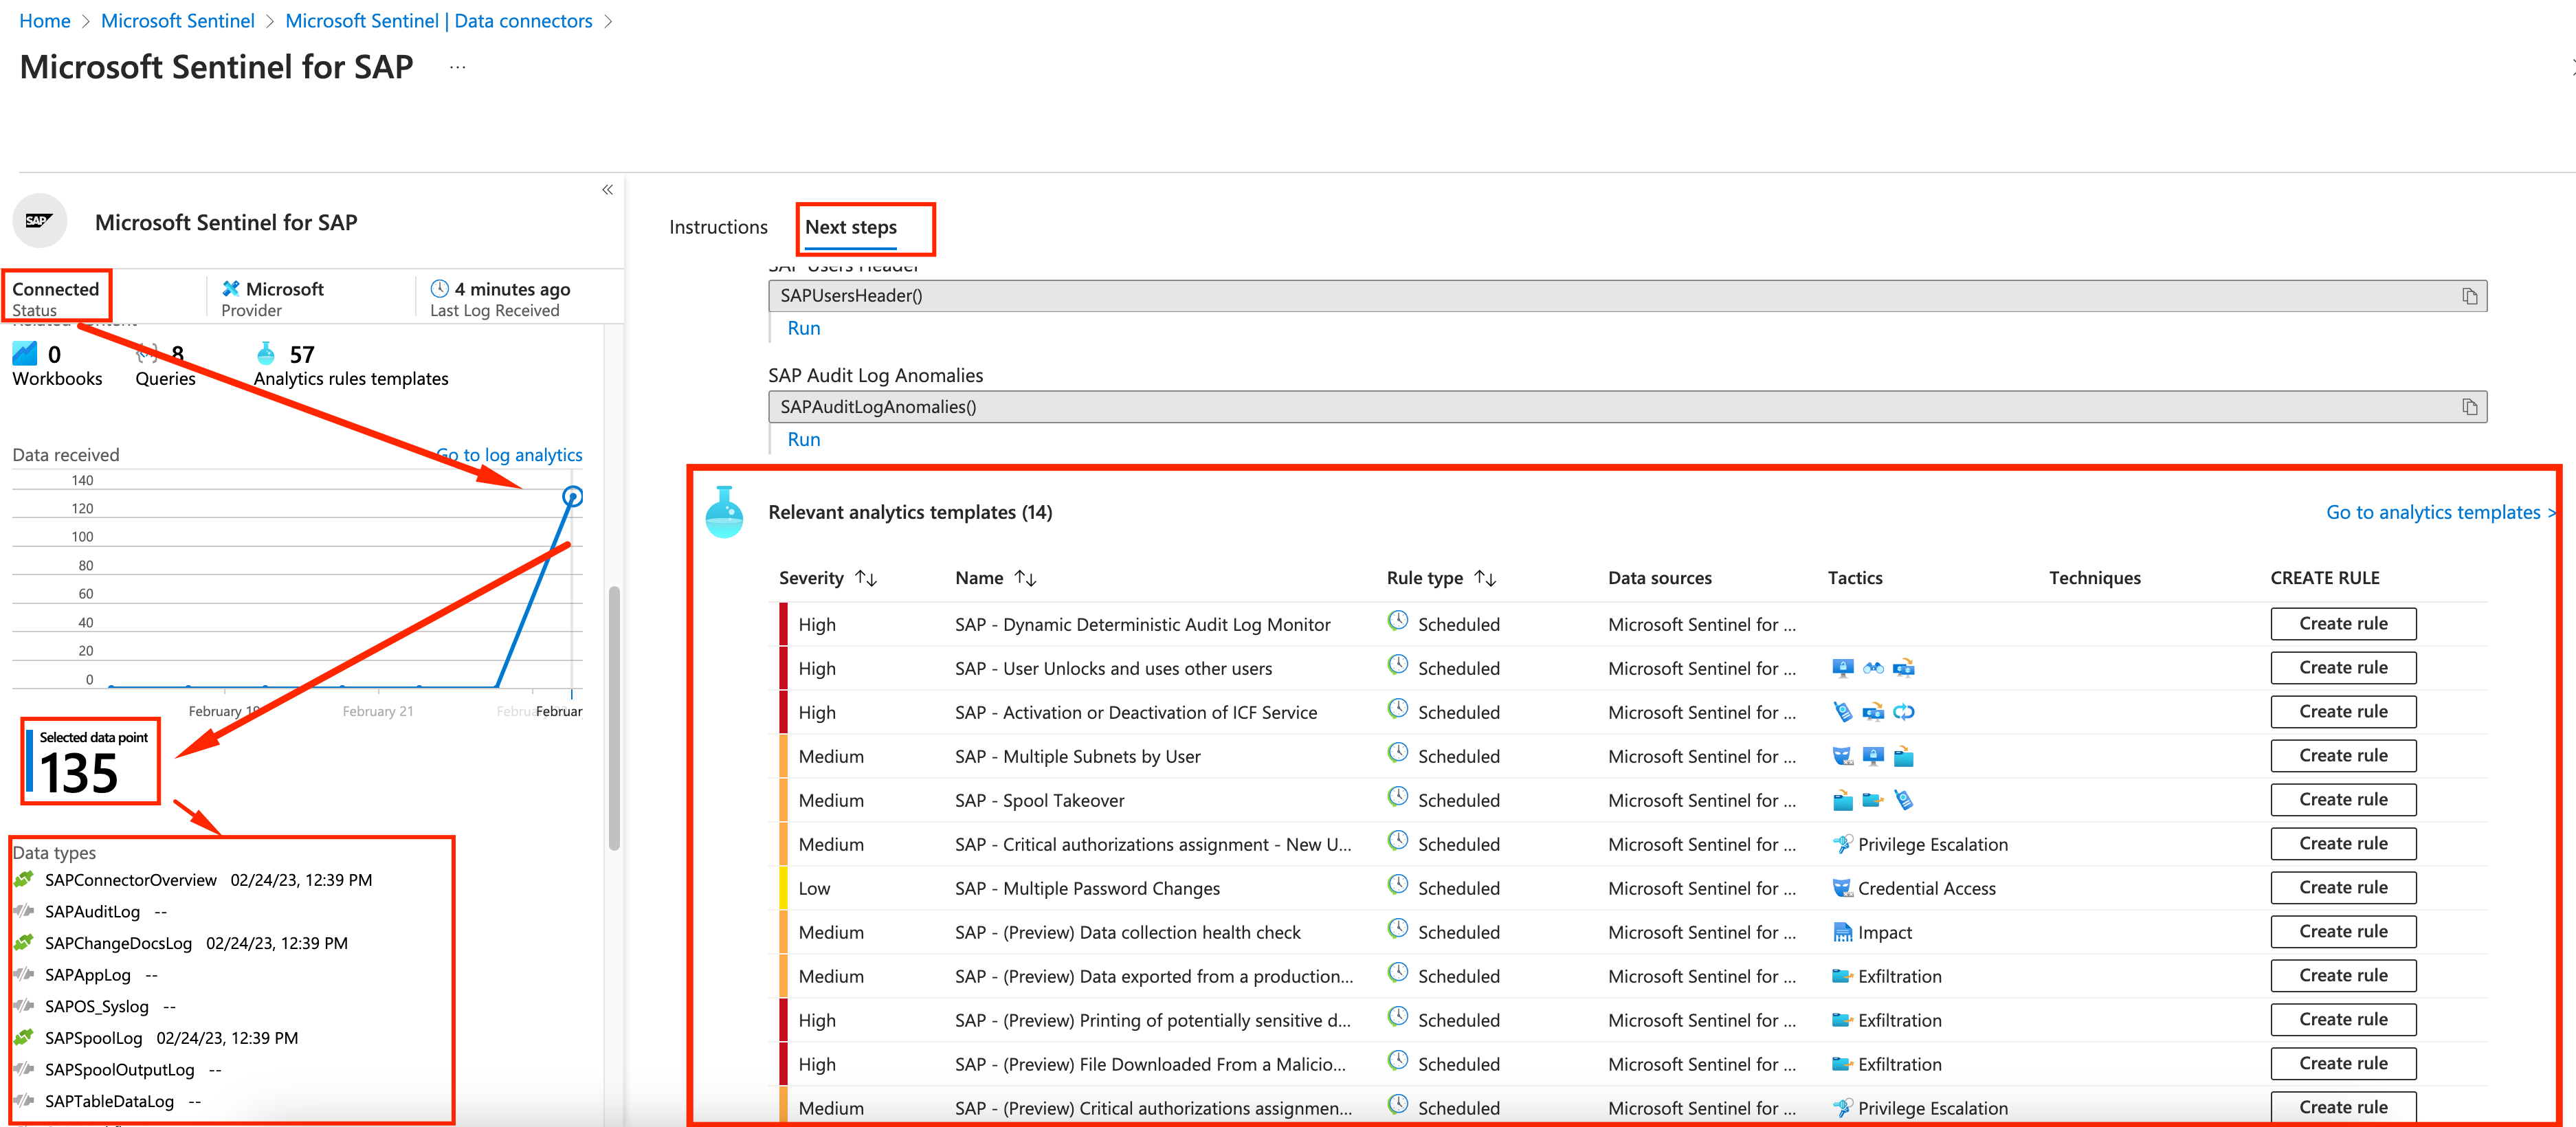 Home > Microsoft Sentinel > Microsoft Sentinel | Data connectors >
Microsoft Sentinel for SAP ...
SAP
Microsoft Sentinel for SAP
«
Connected
Status
Microsoft
Provider
4 minutes ago
Last Log Received
Related content
0
Workbooks
8
Queries
57
Analytics rules templates
Data received
Go to log analytics
140
120
100
80
60
40
20
0
February 19
February 21
Februar
Selected data point
135
Data types
SAPConnectorOverview 02/24/23, 12:39 PM
SAPAuditLog --
SAPChangeDocsLog 02/24/23, 12:39 PM
SAPAppLog --
SAPOS_Syslog --
SAPSpoolLog 02/24/23, 12:39 PM
SAPSpoolOutputLog --
SAPTableDataLog --
Instructions
Next steps
SAP Users Header
SAPUsersHeader()
Run
SAP Audit Log Anomalies
SAPAuditLogAnomalies()
Run
Relevant analytics templates (14)
Go to analytics templates >
Severity ↑↓ Name ↑↓ Rule type ↑↓ Data sources Tactics Techniques CREATE RULE
High SAP - Dynamic Deterministic Audit Log Monitor Scheduled Microsoft Sentinel for ... Create rule
High SAP - User Unlocks and uses other users Scheduled Microsoft Sentinel for ... Create rule
High SAP - Activation or Deactivation of ICF Service Scheduled Microsoft Sentinel for ... Create rule
Medium SAP - Multiple Subnets by User Scheduled Microsoft Sentinel for ... Create rule
Medium SAP - Spool Takeover Scheduled Microsoft Sentinel for ... Create rule
Medium SAP - Critical authorizations assignment - New U... Scheduled Microsoft Sentinel for ... Privilege Escalation Create rule
Low SAP - Multiple Password Changes Scheduled Microsoft Sentinel for ... Credential Access Create rule
Medium SAP - (Preview) Data collection health check Scheduled Microsoft Sentinel for ... Impact Create rule
Medium SAP - (Preview) Data exported from a production... Scheduled Microsoft Sentinel for ... Exfiltration Create rule
High SAP - (Preview) Printing of potentially sensitive d... Scheduled Microsoft Sentinel for ... Exfiltration Create rule
High SAP - (Preview) File Downloaded From a Malicio... Scheduled Microsoft Sentinel for ... Exfiltration Create rule
Medium SAP - (Preview) Critical authorizations assignmen... Scheduled Microsoft Sentinel for ... Privilege Escalation Create rule